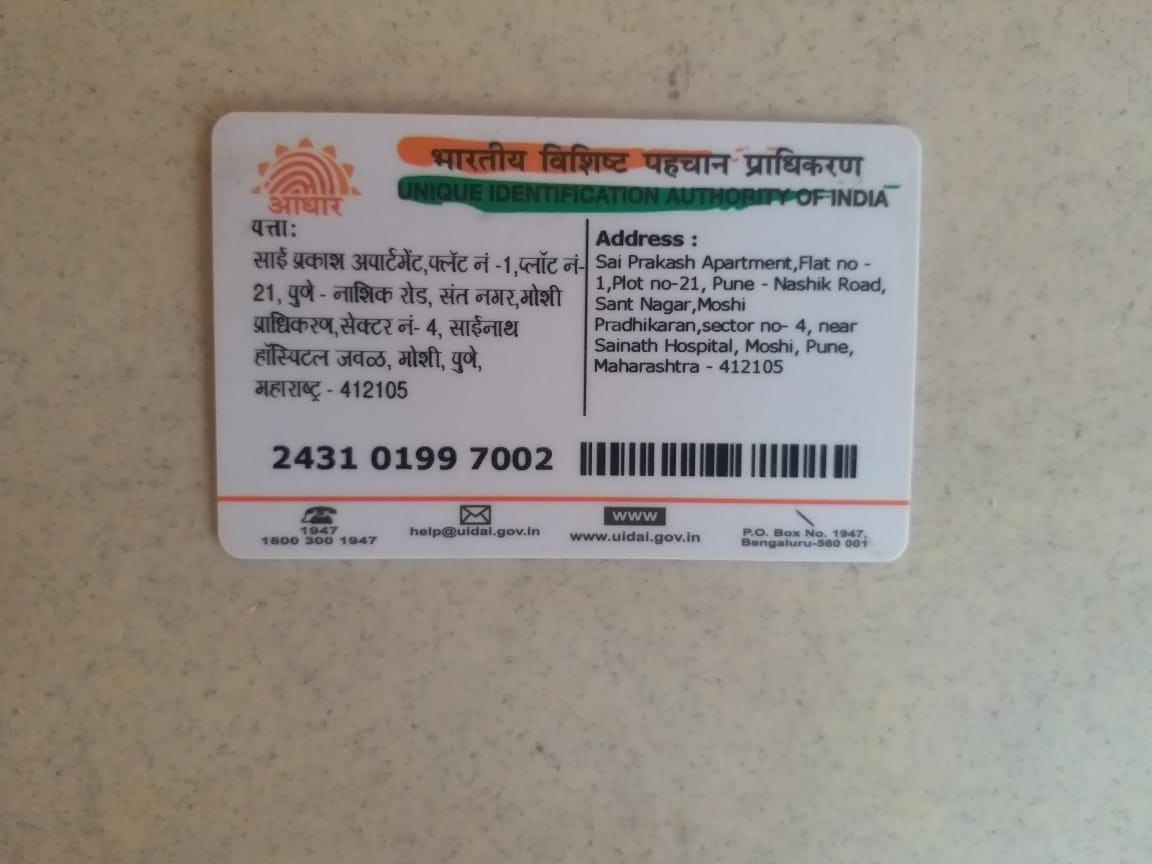 भारतीय विशिष्ट पहचान प्राधिकरण
UNIQUE IDENTIFICATION AUTHORITY OF INDIA
आधार
पत्ता:
साई प्रकाश अपार्टमेंट,फ्लॅट नं -1,प्लॉट नं-
21, पुणे - नाशिक रोड, संत नगर,मोशी
प्राधिकरण,सेक्टर नं- 4, साईनाथ
हॉस्पिटल जवळ, मोशी, पुणे,
महाराष्ट्र - 412105
Address :
Sai Prakash Apartment,Flat no -
1,Plot no-21, Pune - Nashik Road,
Sant Nagar,Moshi
Pradhikaran,sector no- 4, near
Sainath Hospital, Moshi, Pune,
Maharashtra - 412105
2431 0199 7002
1947
1800 300 1947
help@uidai.gov.in
WWW
www.uidai.gov.in
P.O. Box No. 1947,
Bengaluru-560 001